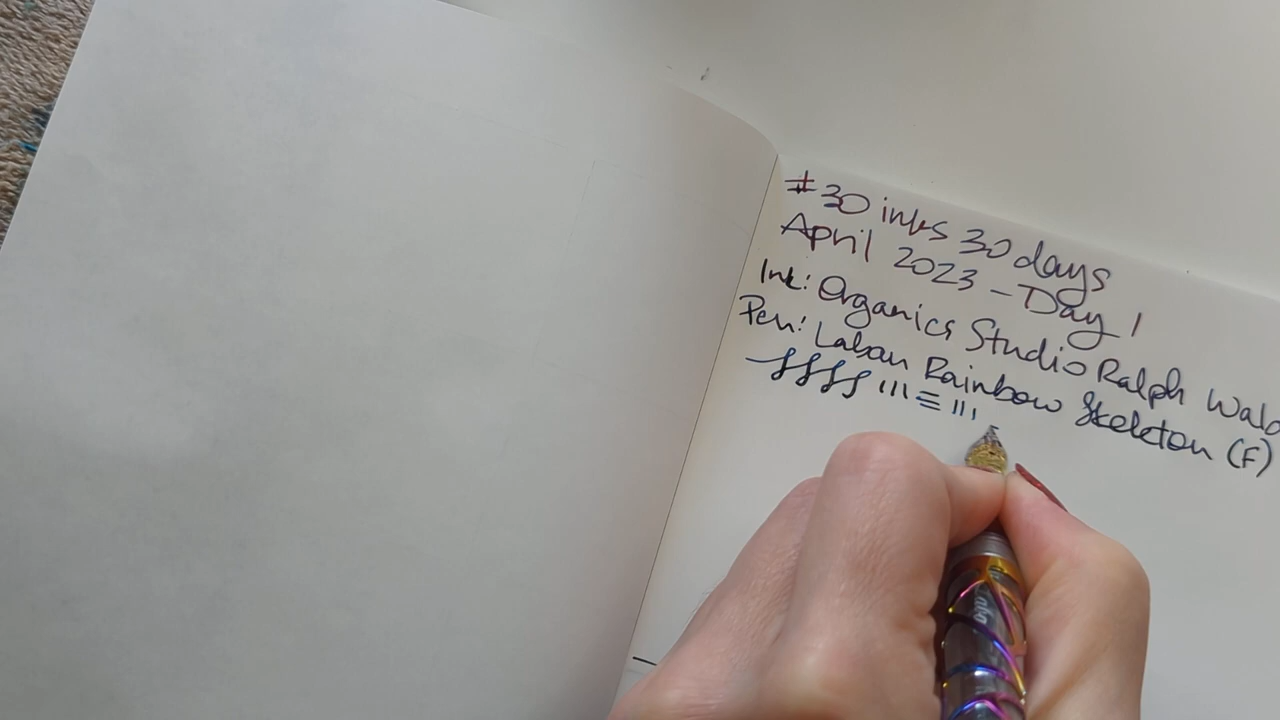 #30 inks 30 days
April 2023 - Day 1
Ink: Organics Studio Ralph Wald
Pen: Laban Rainbow Skeleton (F)